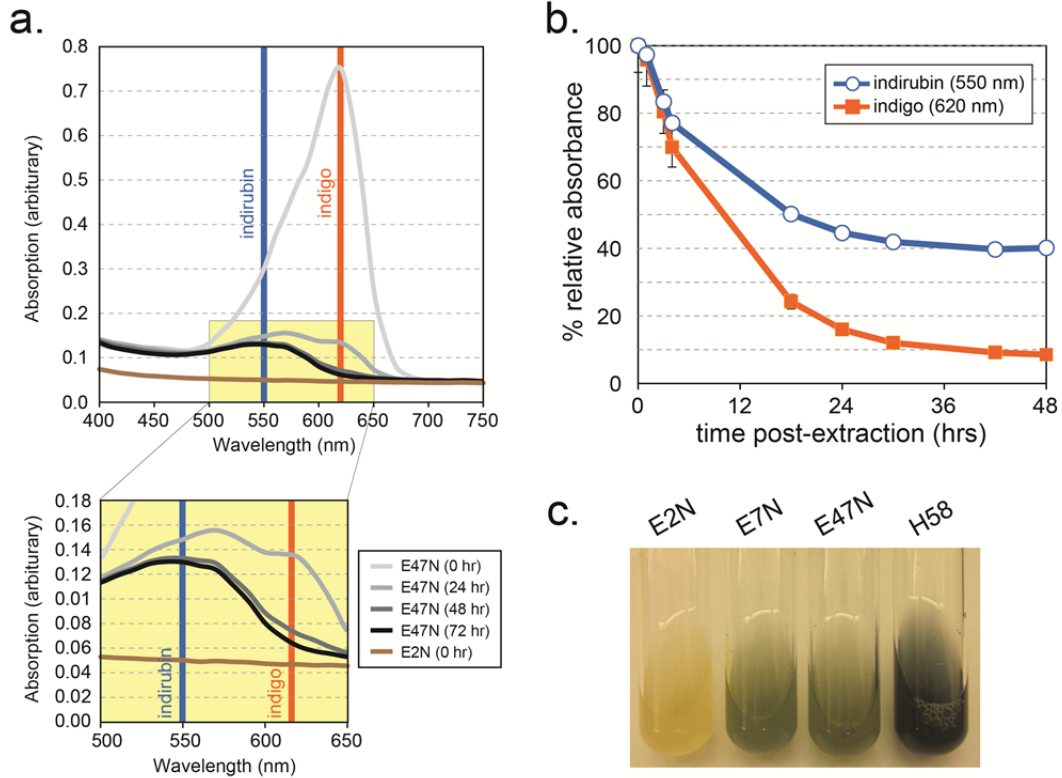 a.
0.8
0.7
0.6
0.5
0.4
0.3
0.2
0.1
0.0
Absorption (arbiturary)
indirubin
indigo
400 450 500 550 600 650 700 750
Wavelength (nm)
0.18
0.16
0.14
0.12
0.10
0.08
0.06
0.04
0.02
0.00
Absorption (arbiturary)
indirubin
indigo
500 550 600 650
Wavelength (nm)
E47N (0 hr)
E47N (24 hr)
E47N (48 hr)
E47N (72 hr)
E2N (0 hr)
b.
100
80
60
40
20
0
% relative absorbance
indirubin (550 nm)
indigo (620 nm)
0 12 24 36 48
time post-extraction (hrs)
c.
E2N E7N E47N H58